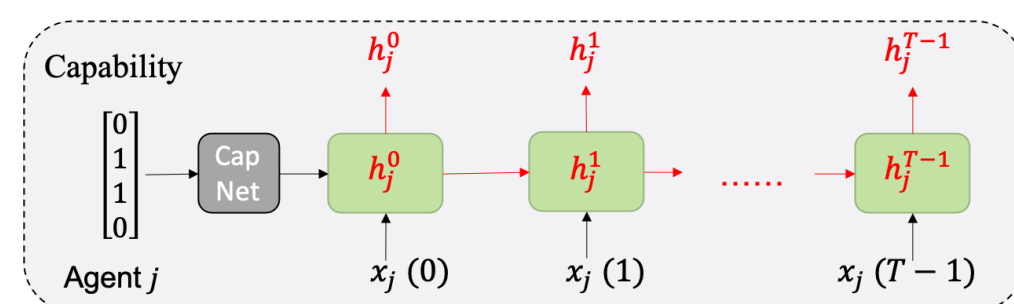 Capability
h_j^0 h_j^1 h_j^{T-1}
[0 1 1 0]
Cap Net
h_j^0 h_j^1 ...... h_j^{T-1}
Agent j x_j (0) x_j (1) x_j (T − 1)